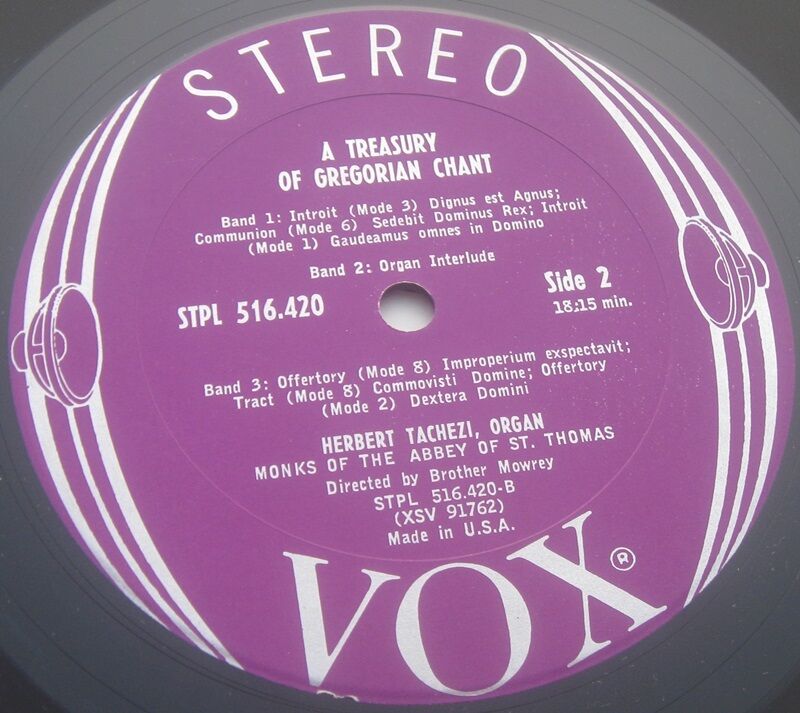 STEREO
A TREASURY
OF GREGORIAN CHANT
Band 1: Introit (Mode 3) Dignus est Agnus;
Communion (Mode 6) Sedebit Dominus Rex; Introit
(Mode 1) Gaudeamus omnes in Domino
Band 2: Organ Interlude
STPL 516.420
Side 2
18:15 min.
Band 3: Offertory (Mode 8) Improperium exspectavit;
Tract (Mode 8) Commovisti Domine; Offertory
(Mode 2) Dextera Domini
HERBERT TACHEZI, ORGAN
MONKS OF THE ABBEY OF ST. THOMAS
Directed by Brother Mowrey
STPL 516.420-B
(XSV 91762)
Made in U.S.A.
VOX®